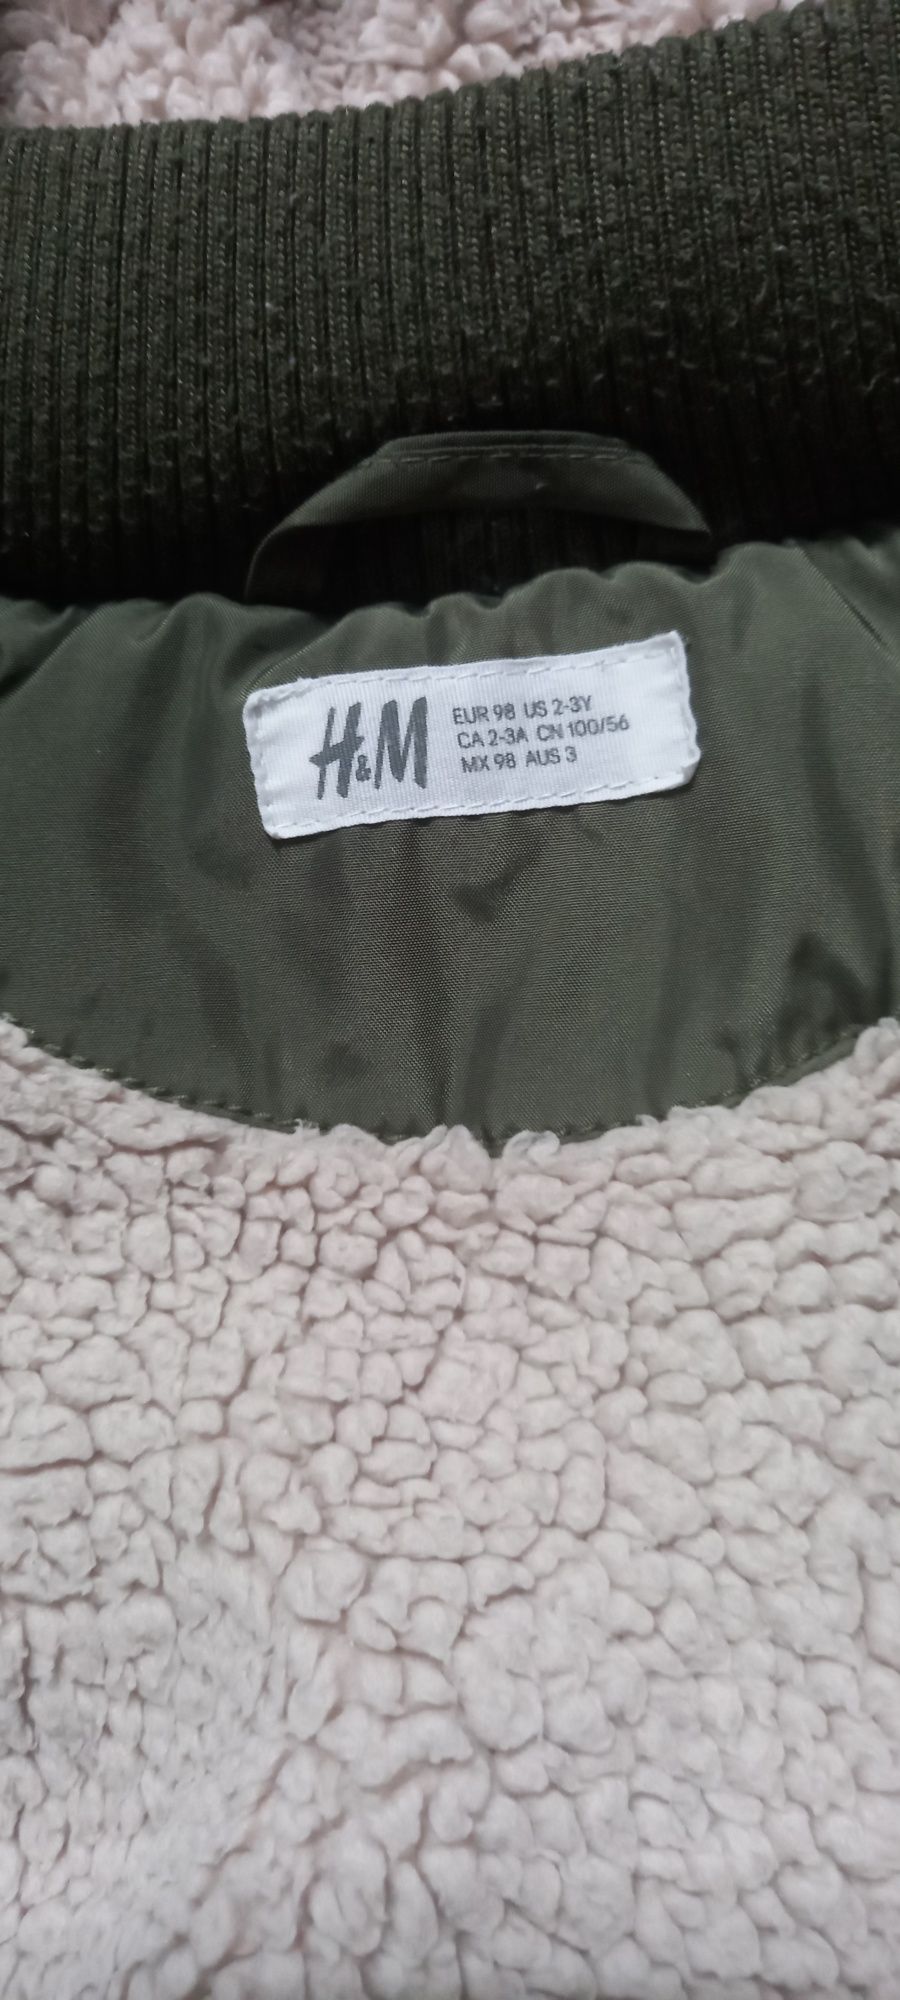 H&M
EUR 98 US 2-3Y
CA 2-3A CN 100/56
MX 98 AUS 3